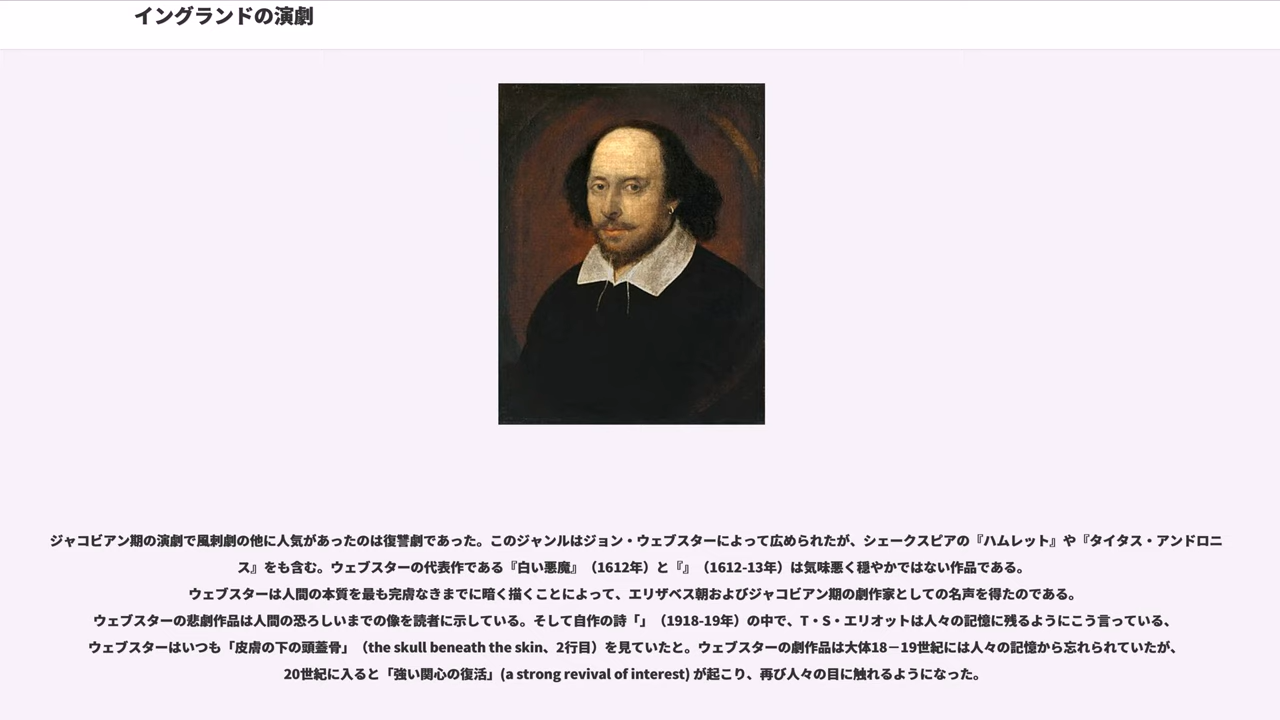 イングランドの演劇
ジャコビアン期の演劇で風刺劇の他に人気があったのは復讐劇であった。このジャンルはジョン・ウェブスターによって広められたが、シェークスピアの『ハムレット』や『タイタス・アンドロニ
ス』をも含む。ウェブスターの代表作である『白い悪魔』（1612年）と『』（1612-13年）は気味悪く穏やかではない作品である。
ウェブスターは人間の本質を最も完膚なきまでに暗く描くことによって、エリザベス朝およびジャコビアン期の劇作家としての名声を得たのである。
ウェブスターの悲劇作品は人間の恐ろしいまでの像を読者に示している。そして自作の詩「」（1918-19年）の中で、T・S・エリオットは人々の記憶に残るようにこう言っている、
ウェブスターはいつも「皮膚の下の頭蓋骨」（the skull beneath the skin、2行目）を見ていたと。ウェブスターの劇作品は大体18－19世紀には人々の記憶から忘れられていたが、
20世紀に入ると「強い関心の復活」(a strong revival of interest) が起こり、再び人々の目に触れるようになった。